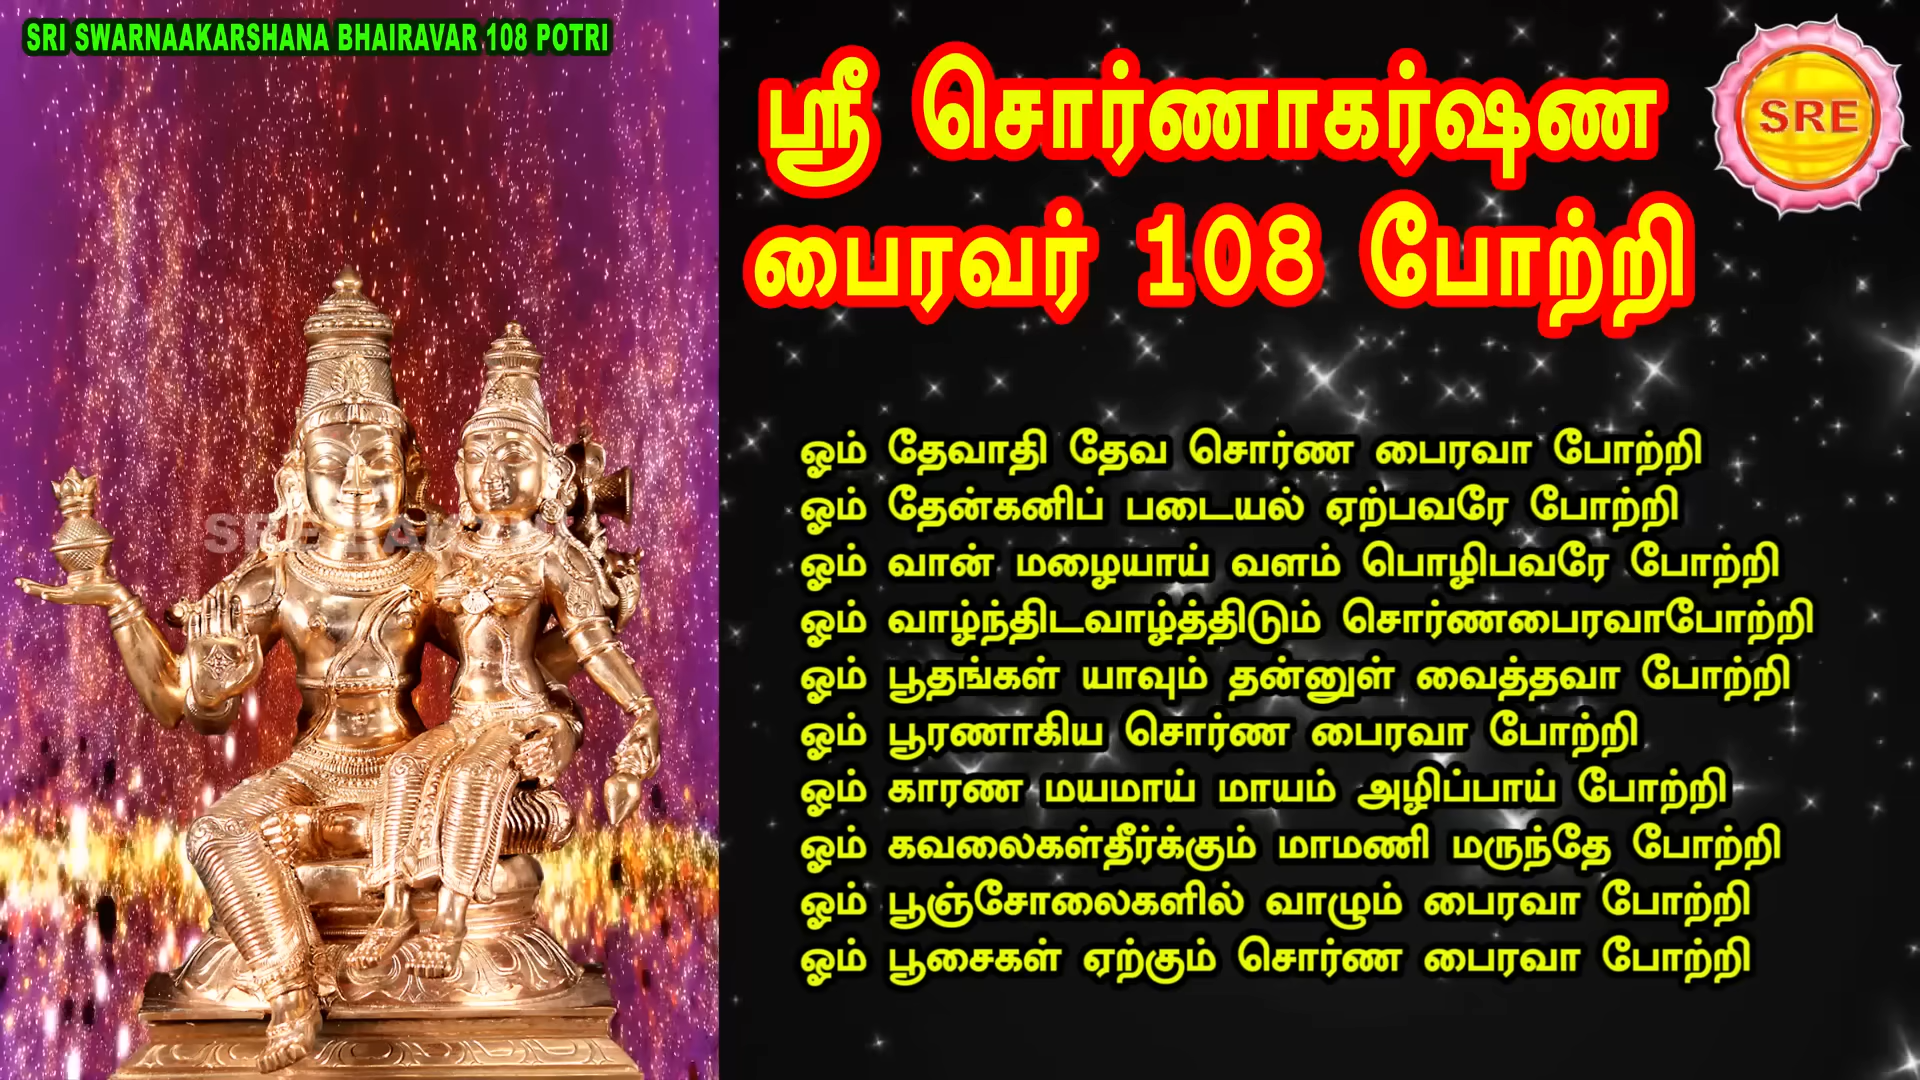 SRI SWARNAAKARSHANA BHAIRAVAR 108 POTRI
ஸ்ரீ சொர்ணாகர்ஷண
பைரவர் 108 போற்றி
SRE
ஓம் தேவாதி தேவ சொர்ண பைரவா போற்றி
ஓம் தேன்கனிப் படையல் ஏற்பவரே போற்றி
ஓம் வான் மழையாய் வளம் பொழிபவரே போற்றி
ஓம் வாழ்ந்திடவாழ்த்திடும் சொர்ணபைரவாபோற்றி
ஓம் பூதங்கள் யாவும் தன்னுள் வைத்தவா போற்றி
ஓம் பூரணாகிய சொர்ண பைரவா போற்றி
ஓம் காரண மயமாய் மாயம் அழிப்பாய் போற்றி
ஓம் கவலைகள்தீர்க்கும் மாமணி மருந்தே போற்றி
ஓம் பூஞ்சோலைகளில் வாழும் பைரவா போற்றி
ஓம் பூசைகள் ஏற்கும் சொர்ண பைரவா போற்றி